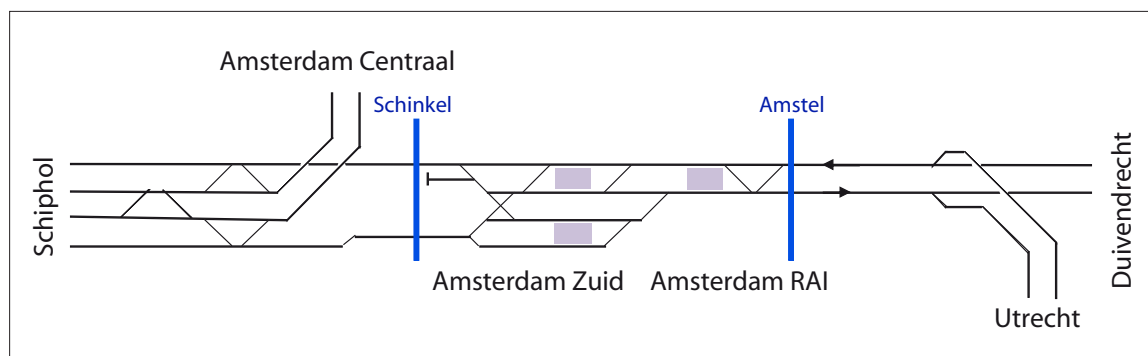 Amsterdam Centraal
Schinkel
Amstel
Schiphol
Duivendrecht
Amsterdam Zuid
Amsterdam RAI
Utrecht